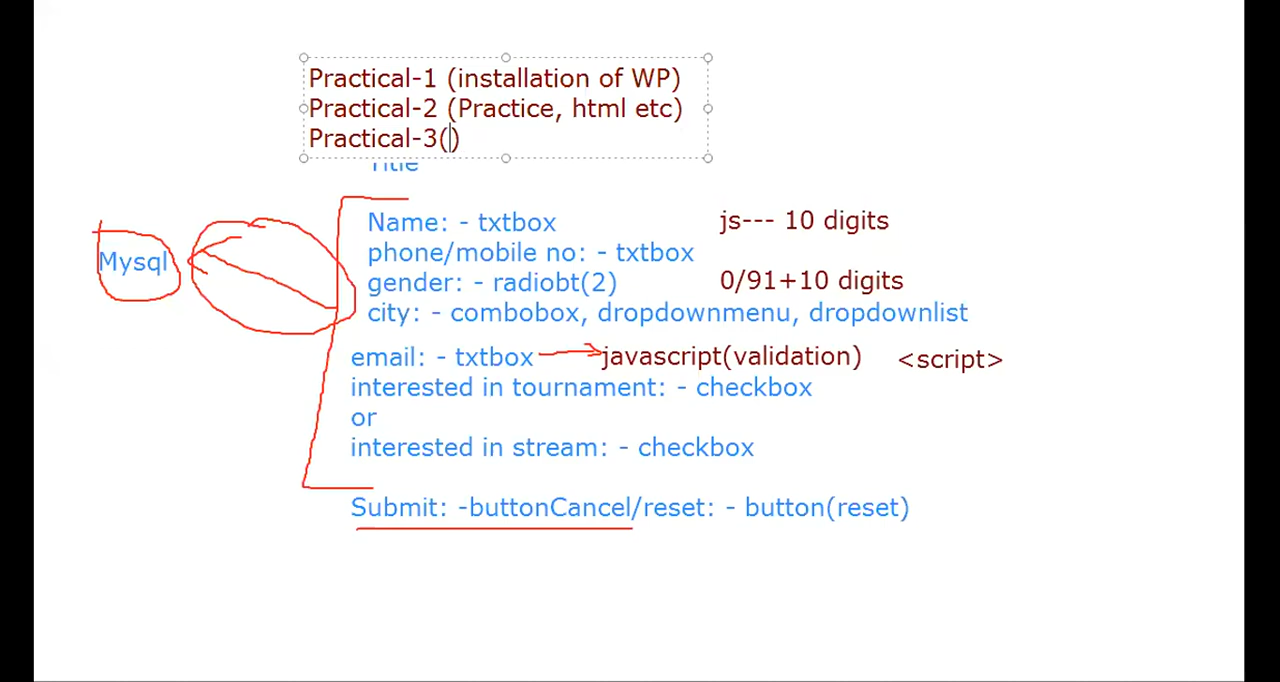 Practical-1 (installation of WP)
Practical-2 (Practice, html etc)
Practical-3()
Title
Name: - txtbox
js--- 10 digits
phone/mobile no: - txtbox
Mysql
gender: - radiobt(2)
0/91+10 digits
city: - combobox, dropdownmenu, dropdownlist
email: - txtbox
javascript(validation)
<script>
interested in tournament: - checkbox
or
interested in stream: - checkbox
Submit: -buttonCancel/reset: - button(reset)